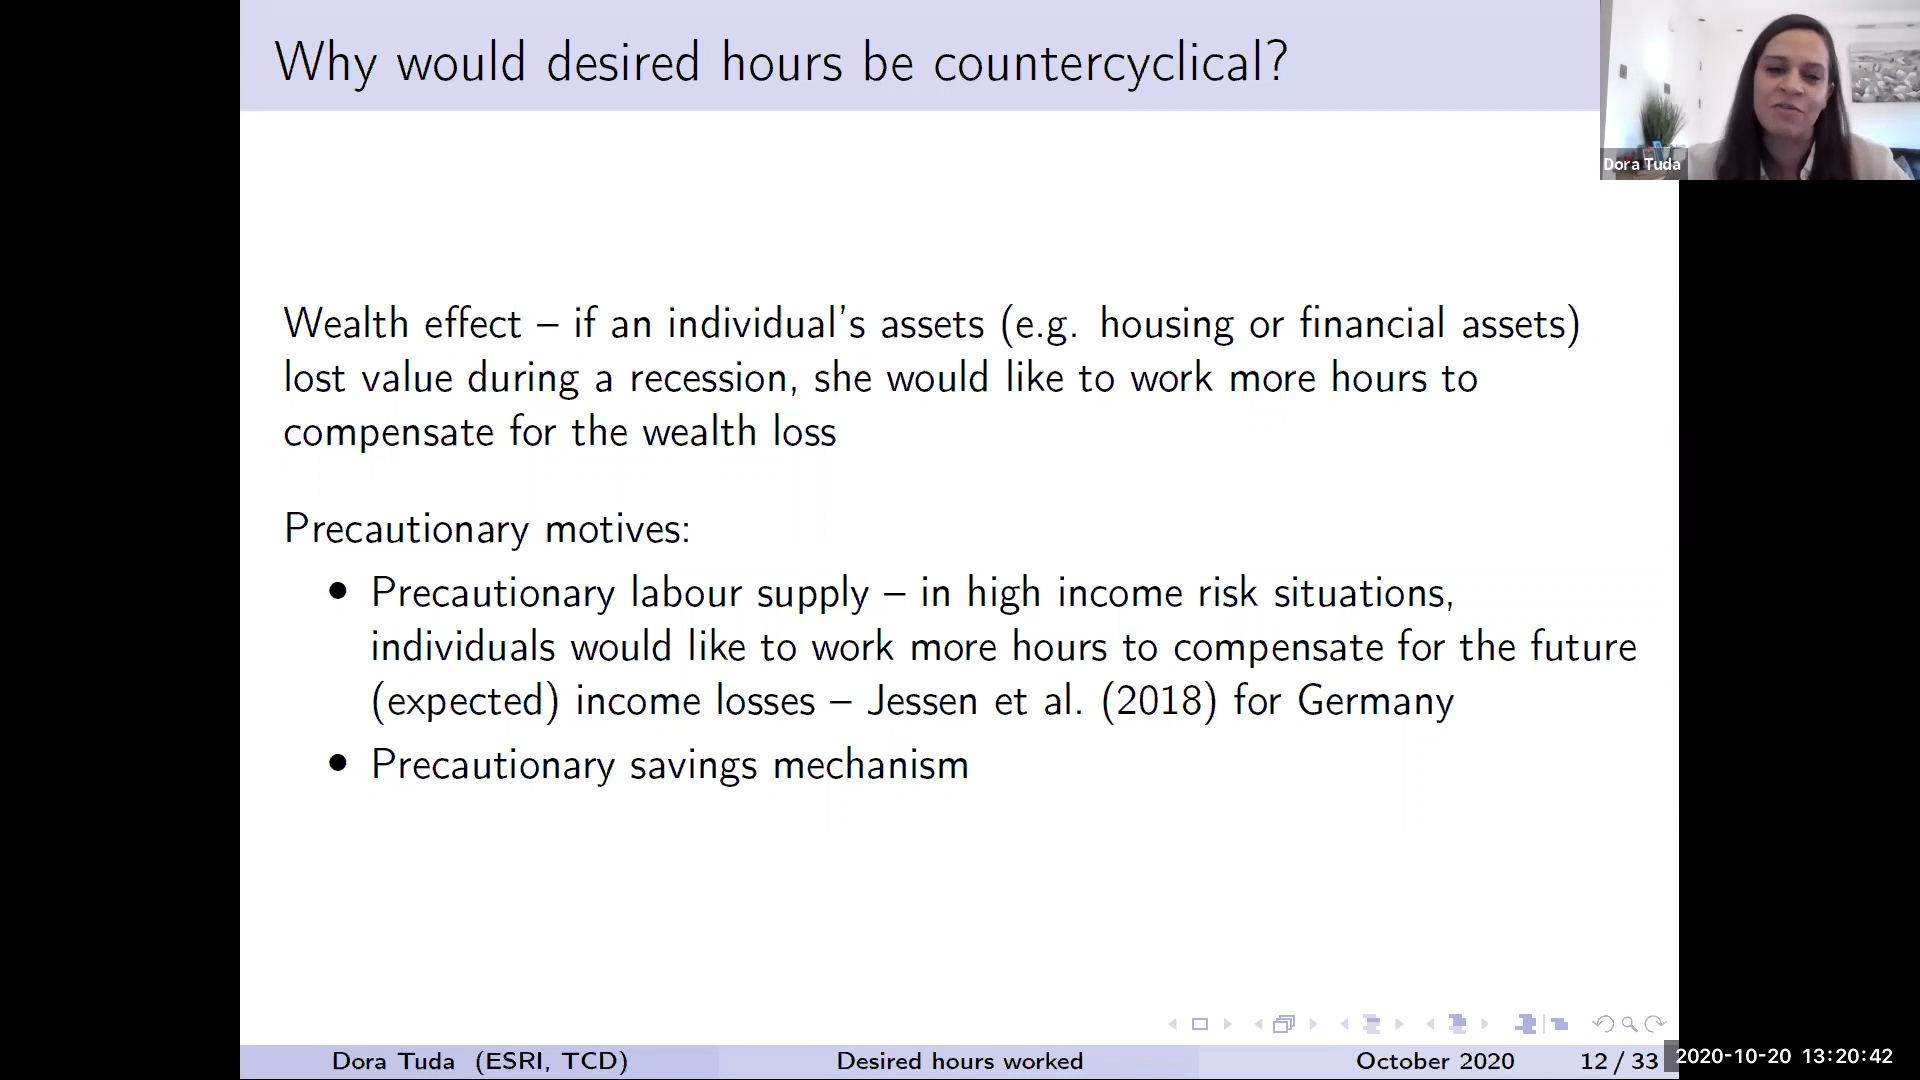 Why would desired hours be countercyclical?
Dora Tuda
Wealth effect – if an individual's assets (e.g. housing or financial assets)
lost value during a recession, she would like to work more hours to
compensate for the wealth loss
Precautionary motives:
• Precautionary labour supply – in high income risk situations,
individuals would like to work more hours to compensate for the future
(expected) income losses – Jessen et al. (2018) for Germany
• Precautionary savings mechanism
Dora Tuda (ESRI, TCD) Desired hours worked October 2020 12 / 33
2020-10-20 13:20:42